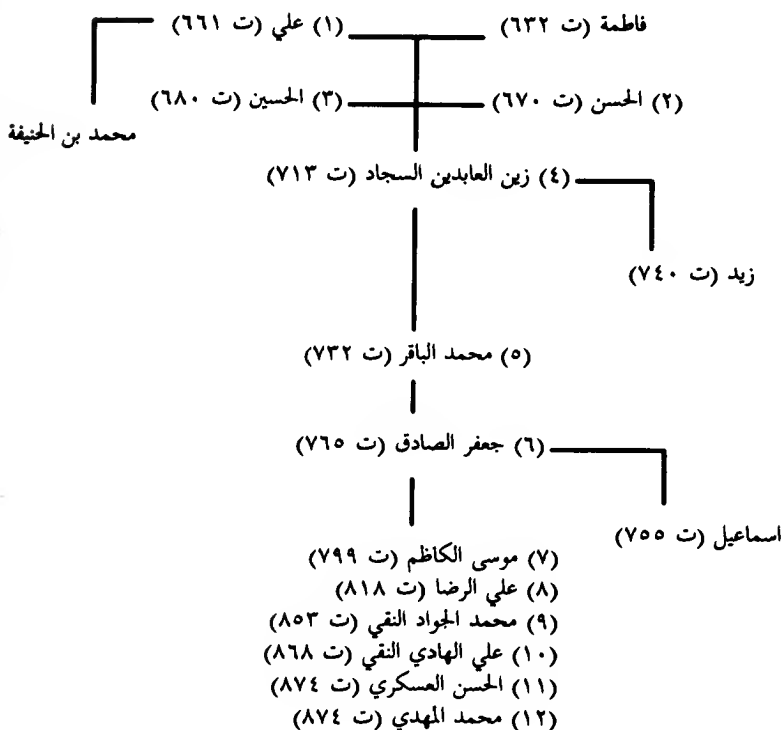 فاطمة (ت ٦٣٢)
(١) علي (ت ٦٦١)
(٢) الحسن (ت ٦٧٠)
(٣) الحسين (ت ٦٨٠)
محمد بن الحنيفة
(٤) زين العابدين السجاد (ت ٧١٣)
زيد (ت ٧٤٠)
(٥) محمد الباقر (ت ٧٣٢)
(٦) جعفر الصادق (ت ٧٦٥)
اسماعيل (ت ٧٥٥)
(٧) موسى الكاظم (ت ٧٩٩)
(٨) علي الرضا (ت ٨١٨)
(٩) محمد الجواد النقي (ت ٨٥٣)
(١٠) علي الهادي النقي (ت ٨٦٨)
(١١) الحسن العسكري (ت ٨٧٤)
(١٢) محمد المهدي (ت ٨٧٤)